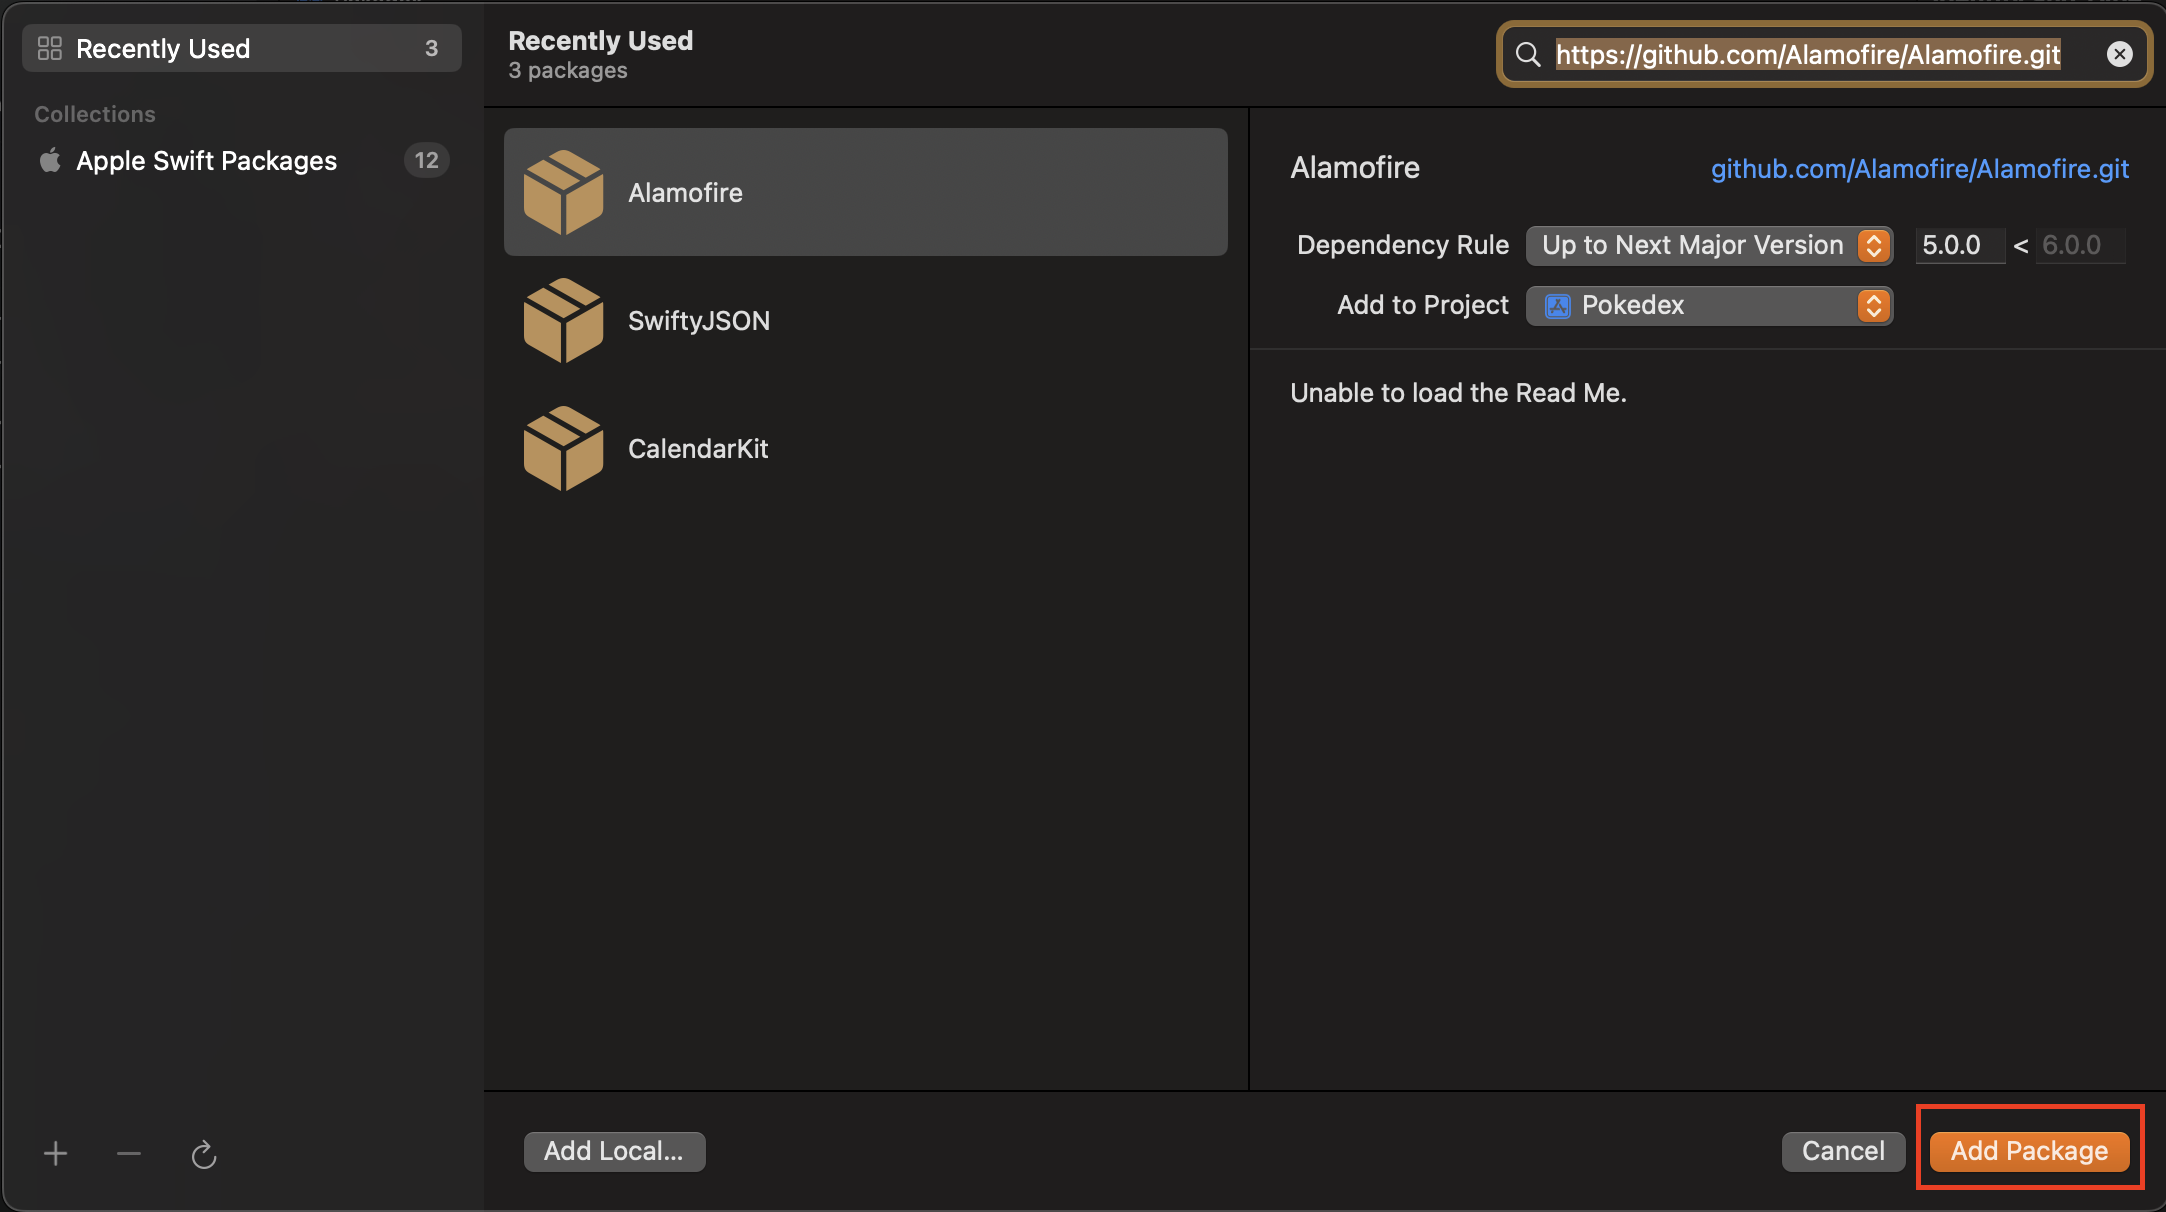 Recently Used 3
Collections
Apple Swift Packages 12
Recently Used
3 packages
https://github.com/Alamofire/Alamofire.git
Alamofire
SwiftyJSON
CalendarKit
Alamofire github.com/Alamofire/Alamofire.git
Dependency Rule Up to Next Major Version 5.0.0 < 6.0.0
Add to Project Pokedex
Unable to load the Read Me.
Add Local... Cancel Add Package